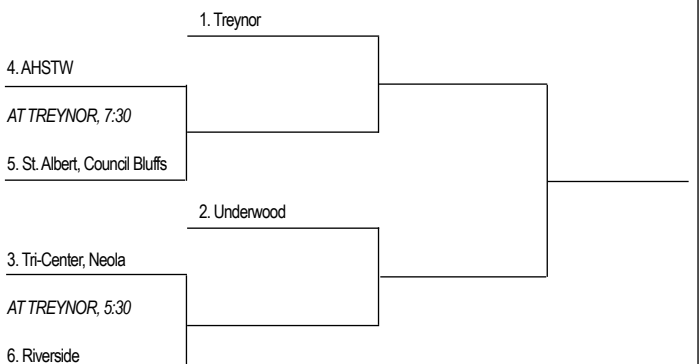 1. Treynor
4. AHSTW
AT TREYNOR, 7:30
5. St. Albert, Council Bluffs
2. Underwood
3. Tri-Center, Neola
AT TREYNOR, 5:30
6. Riverside